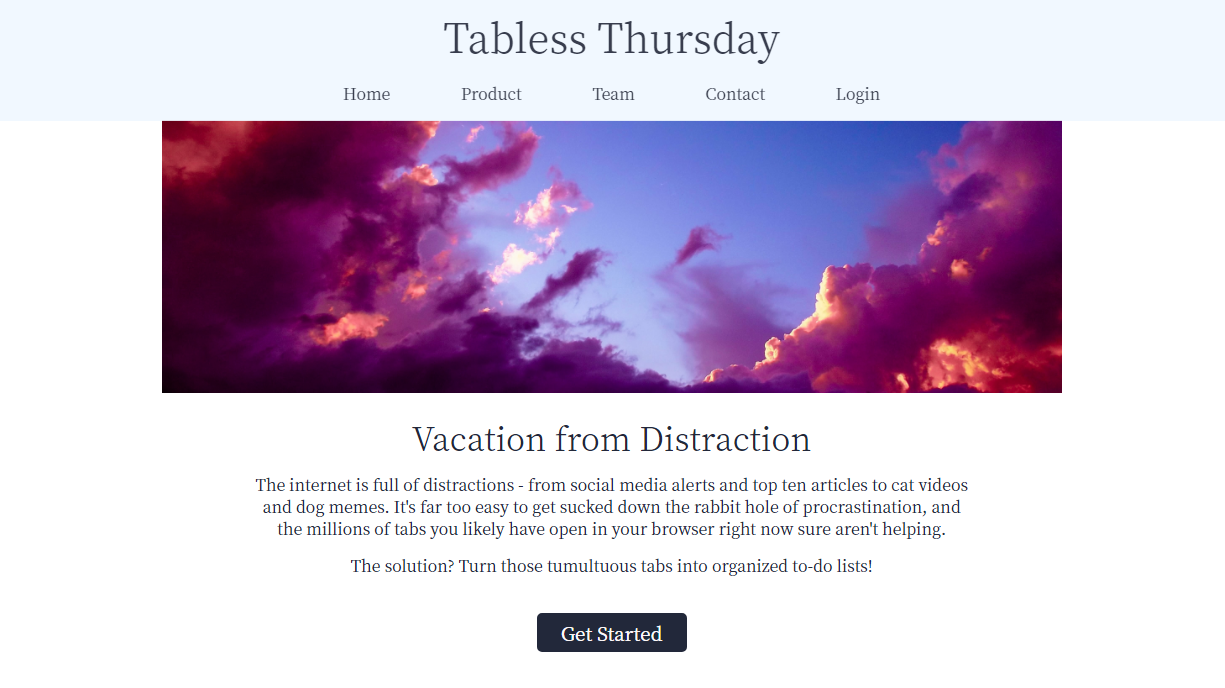 Tabless Thursday
Home Product Team Contact Login
Vacation from Distraction
The internet is full of distractions - from social media alerts and top ten articles to cat videos
and dog memes. It's far too easy to get sucked down the rabbit hole of procrastination, and
the millions of tabs you likely have open in your browser right now sure aren't helping.
The solution? Turn those tumultuous tabs into organized to-do lists!
Get Started